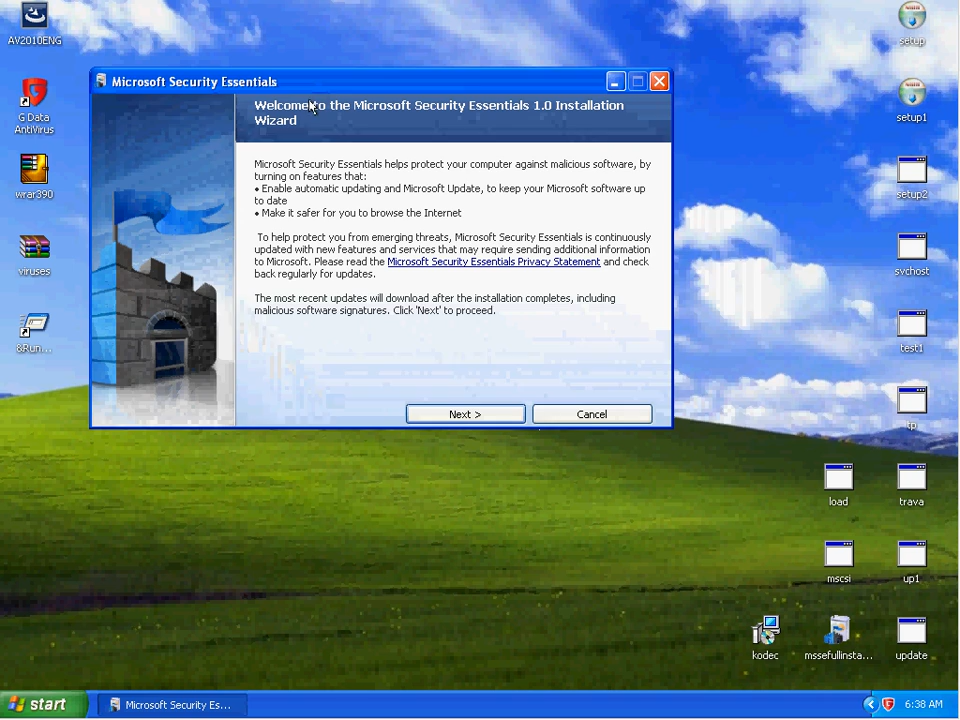 AV2010ENG
G Data
AntiVirus
wrar390
viruses
&Run...
Microsoft Security Essentials
Welcome to the Microsoft Security Essentials 1.0 Installation
Wizard
Microsoft Security Essentials helps protect your computer against malicious software, by
turning on features that:
• Enable automatic updating and Microsoft Update, to keep your Microsoft software up
to date
• Make it safer for you to browse the Internet
To help protect you from emerging threats, Microsoft Security Essentials is continuously
updated with new features and services that may require sending additional information
to Microsoft. Please read the Microsoft Security Essentials Privacy Statement and check
back regularly for updates.
The most recent updates will download after the installation completes, including
malicious software signatures. Click 'Next' to proceed.
Next >
Cancel
setup
setup1
setup2
svchost
test1
tp
load
trava
mscsi
up1
kodec
mssefullinsta...
update
start
Microsoft Security Es...
6:38 AM